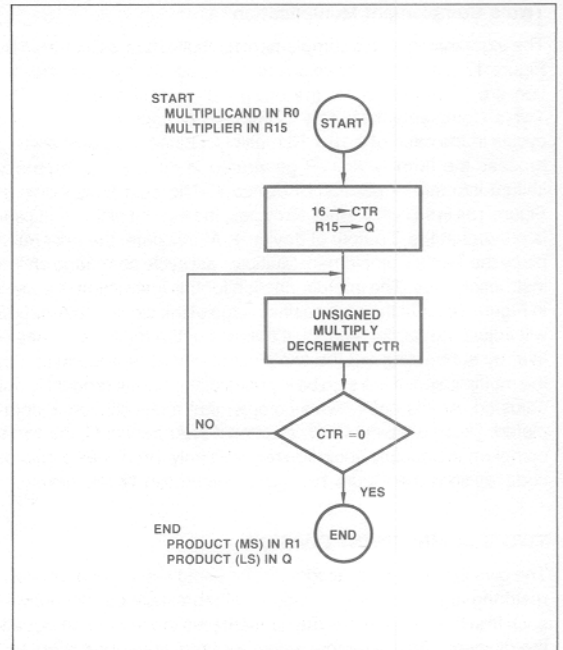 START
MULTIPLICAND IN R0
MULTIPLIER IN R15
START
16 → CTR
R15 → Q
UNSIGNED
MULTIPLY
DECREMENT CTR
NO
CTR = 0
YES
END
END
PRODUCT (MS) IN R1
PRODUCT (LS) IN Q